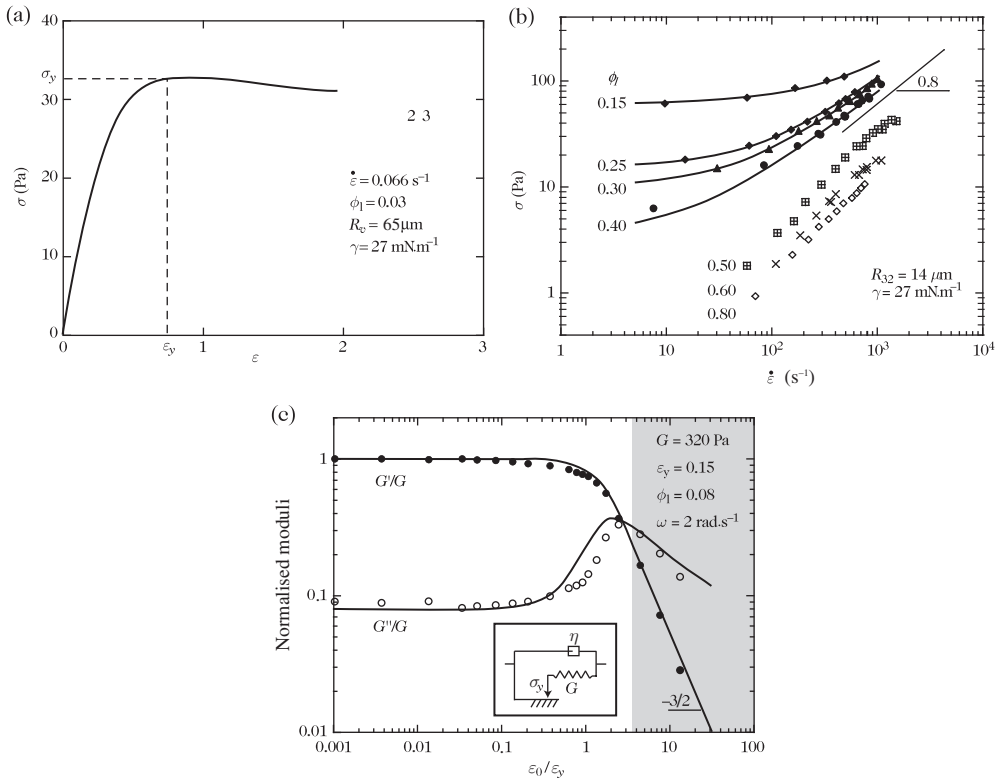 (a)
40
30
20
10
0
σ (Pa)
σy
2 3
ε̇ = 0.066 s⁻¹
ϕl = 0.03
Rv = 65µm
γ = 27 mN.m⁻¹
0 εy 1 2 3
ε
(b)
100
10
1
σ (Pa)
ϕl
0.15
0.25
0.30
0.40
0.50
0.60
0.80
0.8
R32 = 14 µm
γ = 27 mN.m⁻¹
1 10 10² 10³ 10⁴
ε̇ (s⁻¹)
(c)
1
0.1
0.01
Normalised moduli
G'/G
G''/G
G = 320 Pa
εy = 0.15
ϕl = 0.08
ω = 2 rad.s⁻¹
η
σy
G
−3/2
0.001 0.01 0.1 1 10 100
ε0/εy